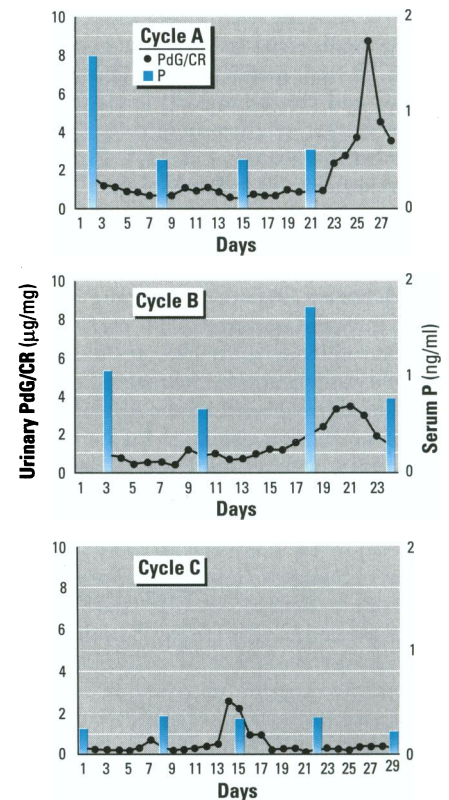 Cycle A
PdG/CR
P
10
8
6
4
2
0
2
1
0
1 3 5 7 9 11 13 15 17 19 21 23 25 27
Days
Urinary PdG/CR (µg/mg)
Serum P (ng/ml)
Cycle B
10
8
6
4
2
0
2
1
0
1 3 5 7 9 11 13 15 17 19 21 23
Days
Cycle C
10
8
6
4
2
0
2
1
0
1 3 5 7 9 11 13 15 17 19 21 23 25 27 29
Days